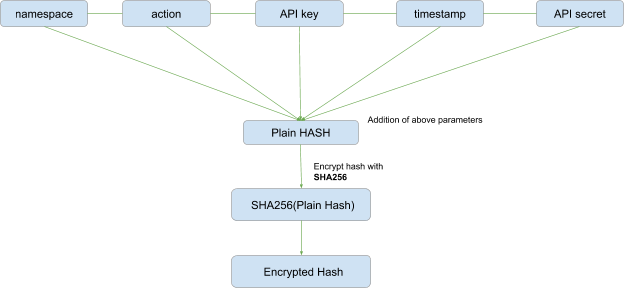 namespace
action
API key
timestamp
API secret
Plain HASH
Addition of above parameters
Encrypt hash with
SHA256
SHA256(Plain Hash)
Encrypted Hash